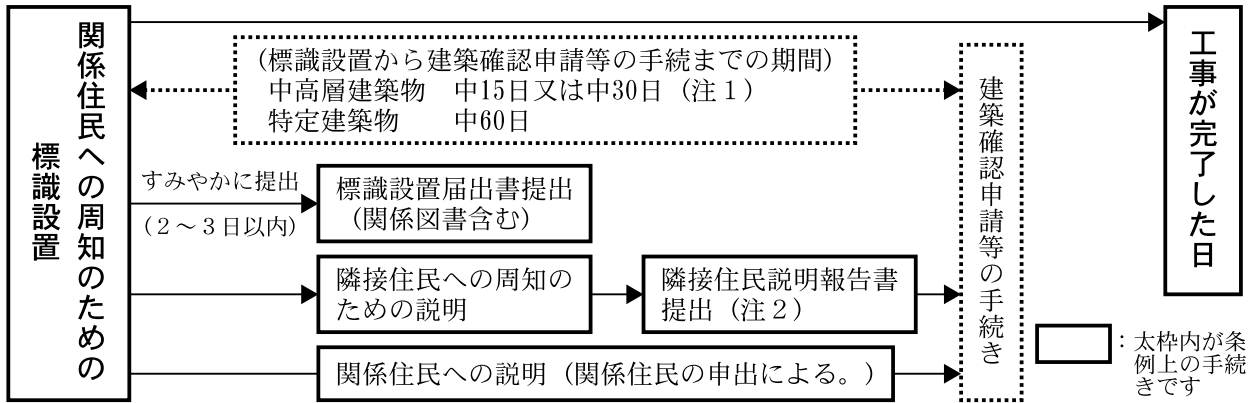 関係住民への周知のための
標識設置
(標識設置から建築確認申請等の手続までの期間)
中高層建築物 中15日又は中30日(注1)
特定建築物 中60日
すみやかに提出
(2~3日以内)
標識設置届出書提出
(関係図書含む)
隣接住民への周知の
ための説明
隣接住民説明報告書
提出(注2)
関係住民への説明(関係住民の申出による。)
建築確認申請等の手続き
工事が完了した日
:太枠内が条
例上の手続
きです